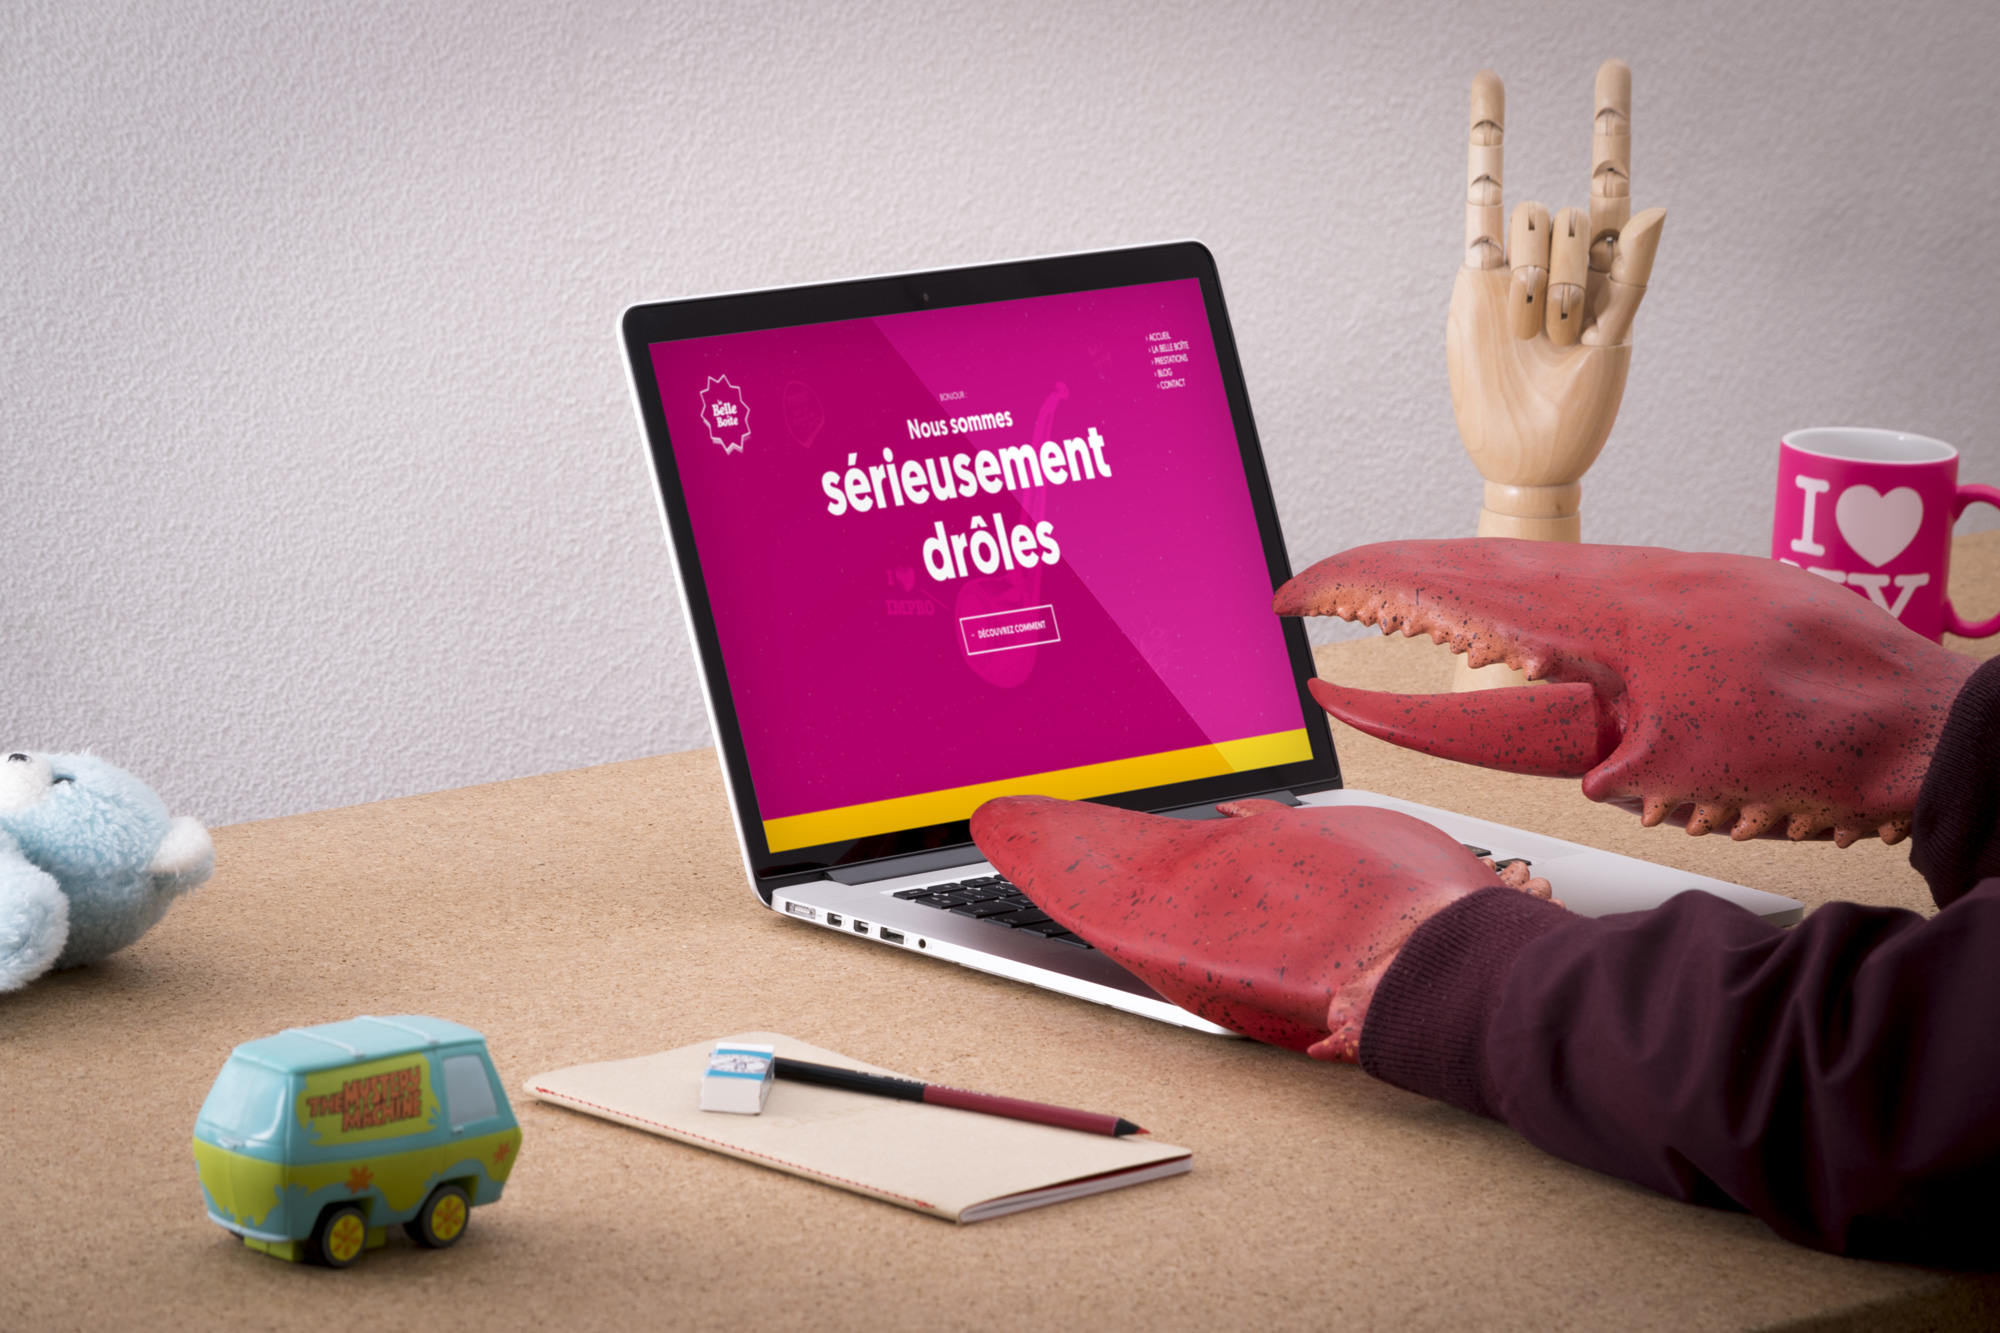 la
Belle
Boîte
› ACCUEIL
› LA BELLE BOÎTE
› PRESTATIONS
› BLOG
› CONTACT
BONJOUR :
Nous sommes
sérieusement
drôles
I ♥
IMPRO
› DÉCOUVREZ COMMENT
I ♥
NY
THE MYSTERY
MACHINE